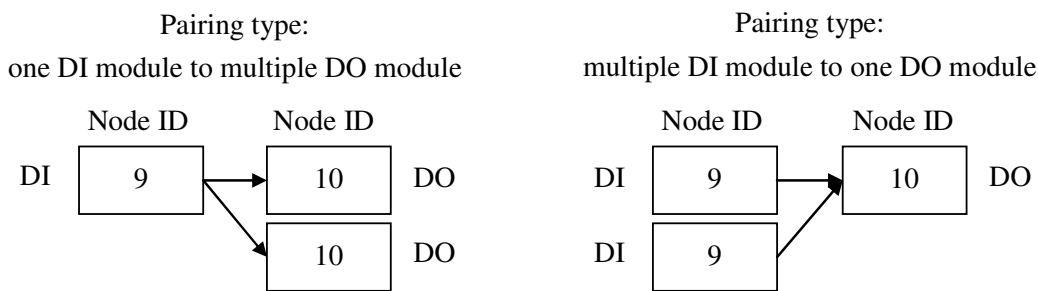 Pairing type:
one DI module to multiple DO module
Node ID Node ID
DI 9 10 DO
10 DO
Pairing type:
multiple DI module to one DO module
Node ID Node ID
DI 9 10 DO
DI 9